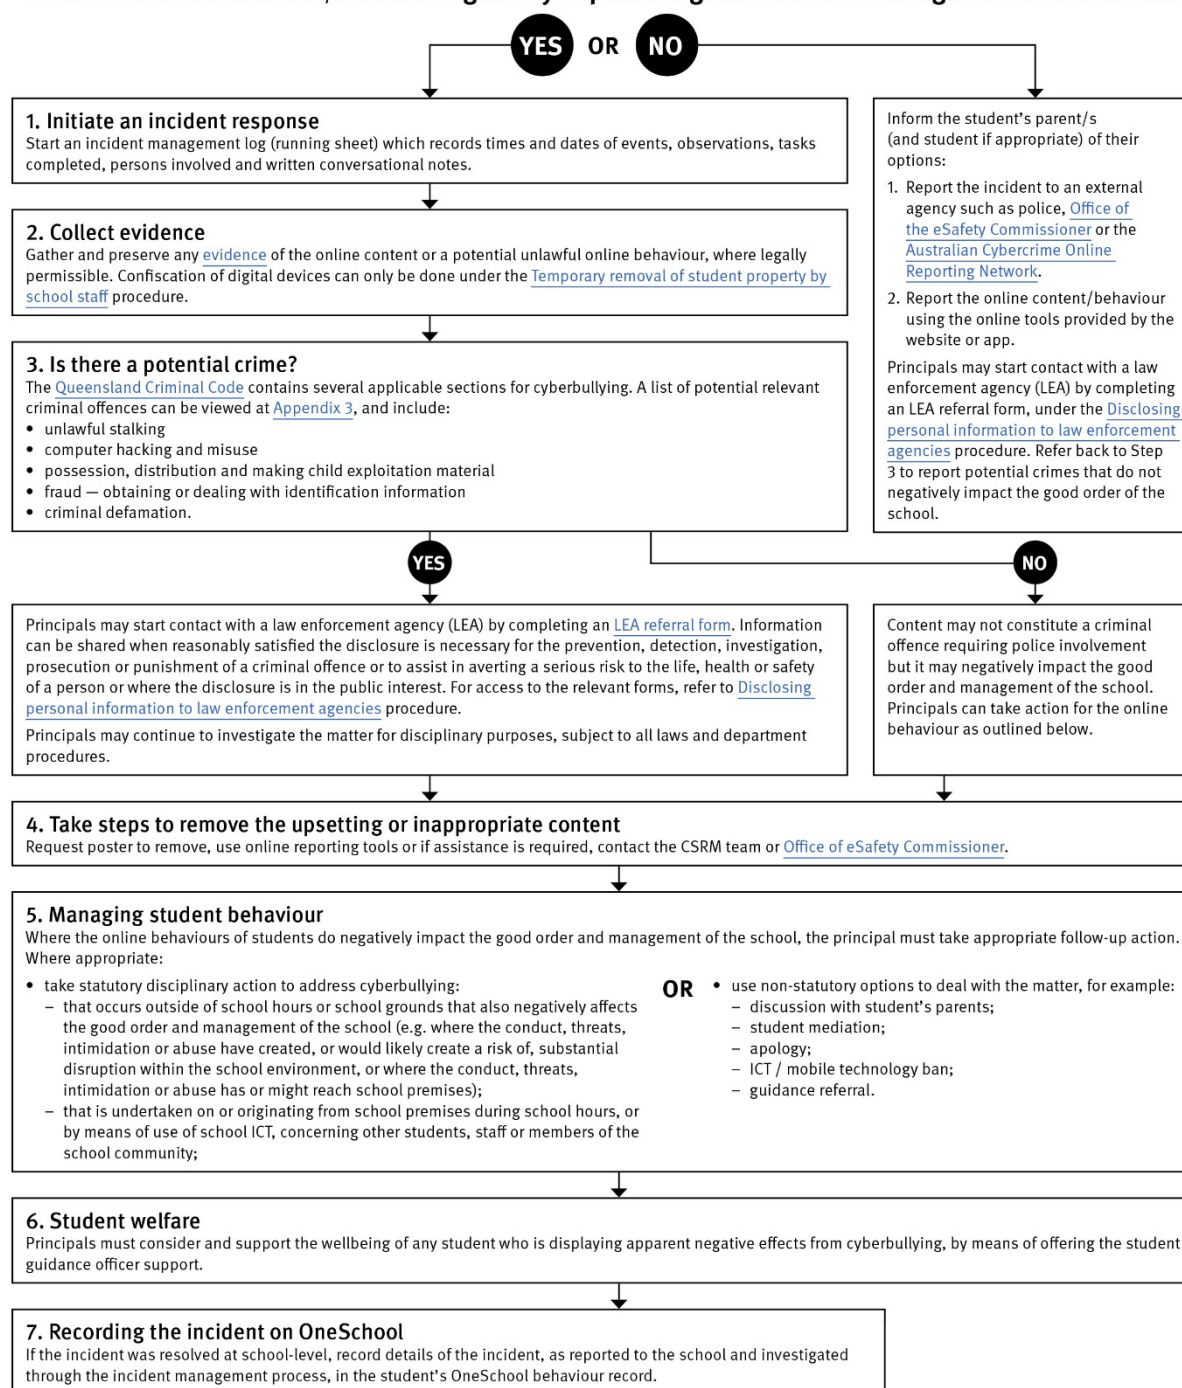 YES OR NO
1. Initiate an incident response
Start an incident management log (running sheet) which records times and dates of events, observations, tasks
completed, persons involved and written conversational notes.
2. Collect evidence
Gather and preserve any evidence of the online content or a potential unlawful online behaviour, where legally
permissible. Confiscation of digital devices can only be done under the Temporary removal of student property by
school staff procedure.
3. Is there a potential crime?
The Queensland Criminal Code contains several applicable sections for cyberbullying. A list of potential relevant
criminal offences can be viewed at Appendix 3, and include:
• unlawful stalking
• computer hacking and misuse
• possession, distribution and making child exploitation material
• fraud — obtaining or dealing with identification information
• criminal defamation.
Inform the student's parent/s
(and student if appropriate) of their
options:
1. Report the incident to an external
agency such as police, Office of
the eSafety Commissioner or the
Australian Cybercrime Online
Reporting Network.
2. Report the online content/behaviour
using the online tools provided by the
website or app.
Principals may start contact with a law
enforcement agency (LEA) by completing
an LEA referral form, under the Disclosing
personal information to law enforcement
agencies procedure. Refer back to Step
3 to report potential crimes that do not
negatively impact the good order of the
school.
YES
NO
Principals may start contact with a law enforcement agency (LEA) by completing an LEA referral form. Information
can be shared when reasonably satisfied the disclosure is necessary for the prevention, detection, investigation,
prosecution or punishment of a criminal offence or to assist in averting a serious risk to the life, health or safety
of a person or where the disclosure is in the public interest. For access to the relevant forms, refer to Disclosing
personal information to law enforcement agencies procedure.
Principals may continue to investigate the matter for disciplinary purposes, subject to all laws and department
procedures.
Content may not constitute a criminal
offence requiring police involvement
but it may negatively impact the good
order and management of the school.
Principals can take action for the online
behaviour as outlined below.
4. Take steps to remove the upsetting or inappropriate content
Request poster to remove, use online reporting tools or if assistance is required, contact the CSRM team or Office of eSafety Commissioner.
5. Managing student behaviour
Where the online behaviours of students do negatively impact the good order and management of the school, the principal must take appropriate follow-up action.
Where appropriate:
• take statutory disciplinary action to address cyberbullying:
– that occurs outside of school hours or school grounds that also negatively affects
the good order and management of the school (e.g. where the conduct, threats,
intimidation or abuse have created, or would likely create a risk of, substantial
disruption within the school environment, or where the conduct, threats,
intimidation or abuse has or might reach school premises);
– that is undertaken on or originating from school premises during school hours, or
by means of use of school ICT, concerning other students, staff or members of the
school community;
OR
• use non-statutory options to deal with the matter, for example:
– discussion with student's parents;
– student mediation;
– apology;
– ICT / mobile technology ban;
– guidance referral.
6. Student welfare
Principals must consider and support the wellbeing of any student who is displaying apparent negative effects from cyberbullying, by means of offering the student
guidance officer support.
7. Recording the incident on OneSchool
If the incident was resolved at school-level, record details of the incident, as reported to the school and investigated
through the incident management process, in the student's OneSchool behaviour record.